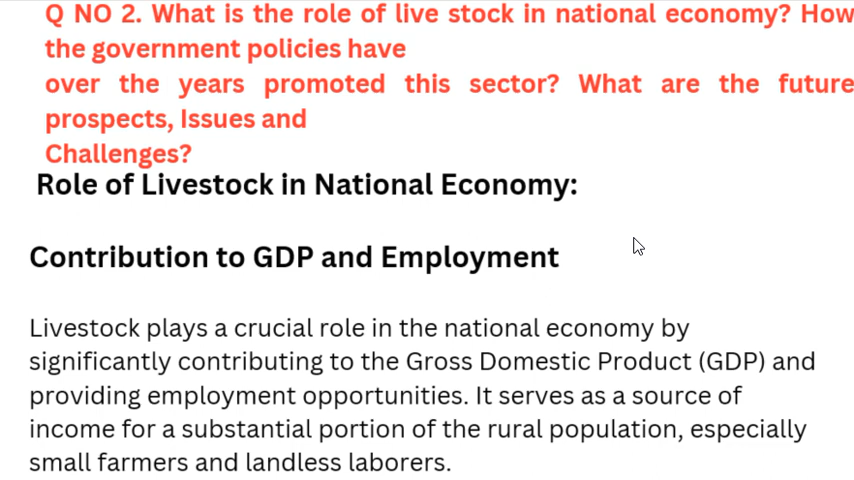 Q NO 2. What is the role of live stock in national economy? How
the government policies have
over the years promoted this sector? What are the future
prospects, Issues and
Challenges?
Role of Livestock in National Economy:
Contribution to GDP and Employment
Livestock plays a crucial role in the national economy by
significantly contributing to the Gross Domestic Product (GDP) and
providing employment opportunities. It serves as a source of
income for a substantial portion of the rural population, especially
small farmers and landless laborers.